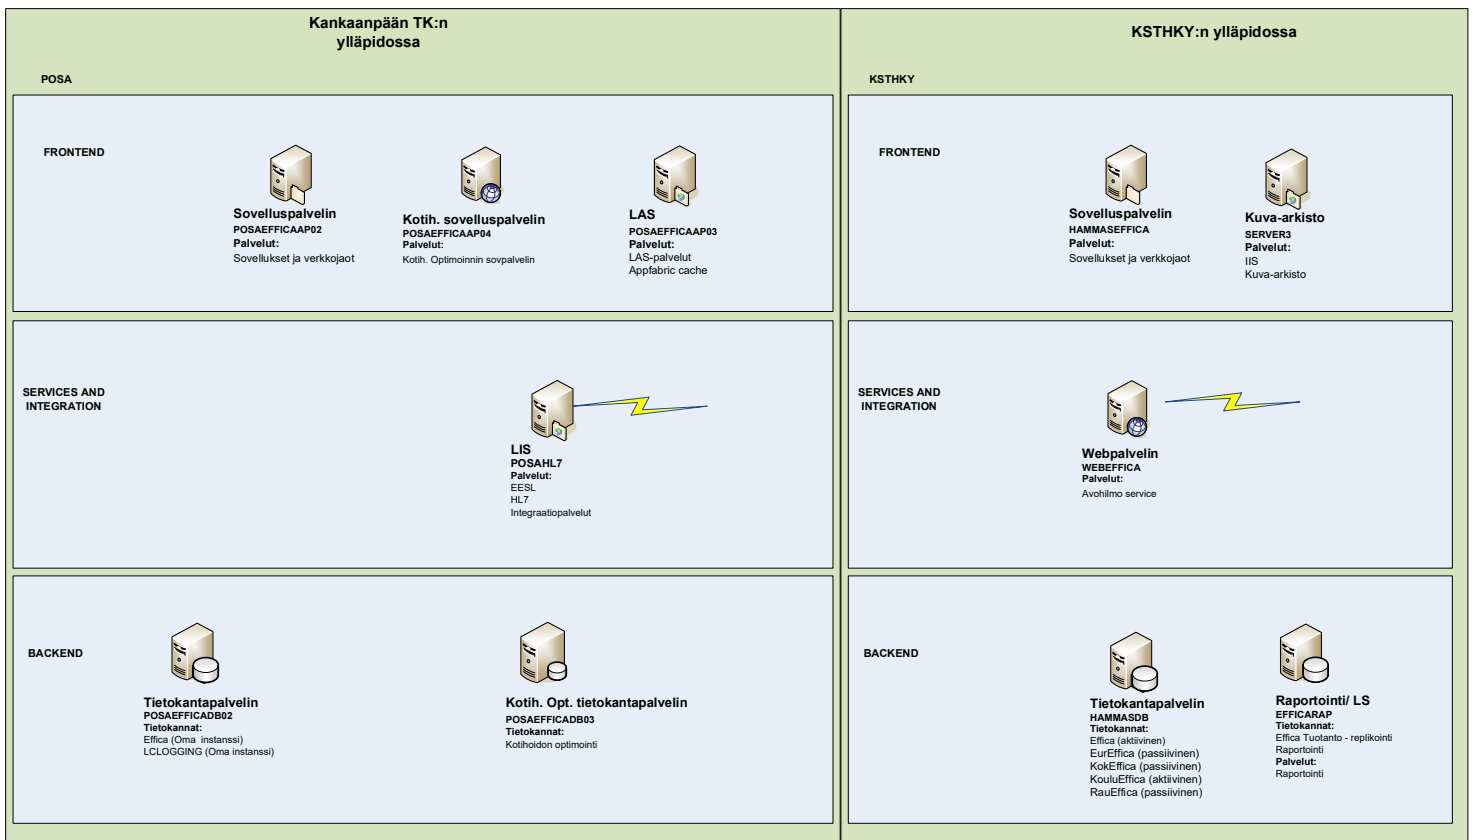 Kankaanpään TK:n
ylläpidossa
POSA
FRONTEND
Sovelluspalvelin
POSAEFFICAAP02
Palvelut:
Sovellukset ja verkkojaot
Kotih. sovelluspalvelin
POSAEFFICAAP04
Palvelut:
Kotih. Optimoinnin sovpalvelin
LAS
POSAEFFICAAP03
Palvelut:
LAS-palvelut
Appfabric cache
SERVICES AND
INTEGRATION
LIS
POSAHL7
Palvelut:
EESL
HL7
Integraatiopalvelut
BACKEND
Tietokantapalvelin
POSAEFFICADB02
Tietokannat:
Effica (Oma instanssi)
LCLOGGING (Oma instanssi)
Kotih. Opt. tietokantapalvelin
POSAEFFICADB03
Tietokannat:
Kotihoidon optimointi
KSTHKY:n ylläpidossa
KSTHKY
FRONTEND
Sovelluspalvelin
HAMMASEFFICA
Palvelut:
Sovellukset ja verkkojaot
Kuva-arkisto
SERVER3
Palvelut:
IIS
Kuva-arkisto
SERVICES AND
INTEGRATION
Webpalvelin
WEBEFFICA
Palvelut:
Avohilmo service
BACKEND
Tietokantapalvelin
HAMMASDB
Tietokannat:
Effica (aktiivinen)
EurEffica (passiivinen)
KokEffica (passiivinen)
KouluEffica (aktiivinen)
RauEffica (passiivinen)
Raportointi/ LS
EFFICARAP
Tietokannat:
Effica Tuotanto - replikointi
Raportointi
Palvelut:
Raportointi